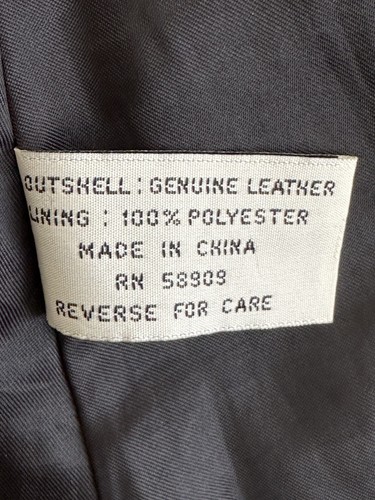 OUTSHELL: GENUINE LEATHER
LINING : 100% POLYESTER
MADE IN CHINA
RN 58909
REVERSE FOR CARE